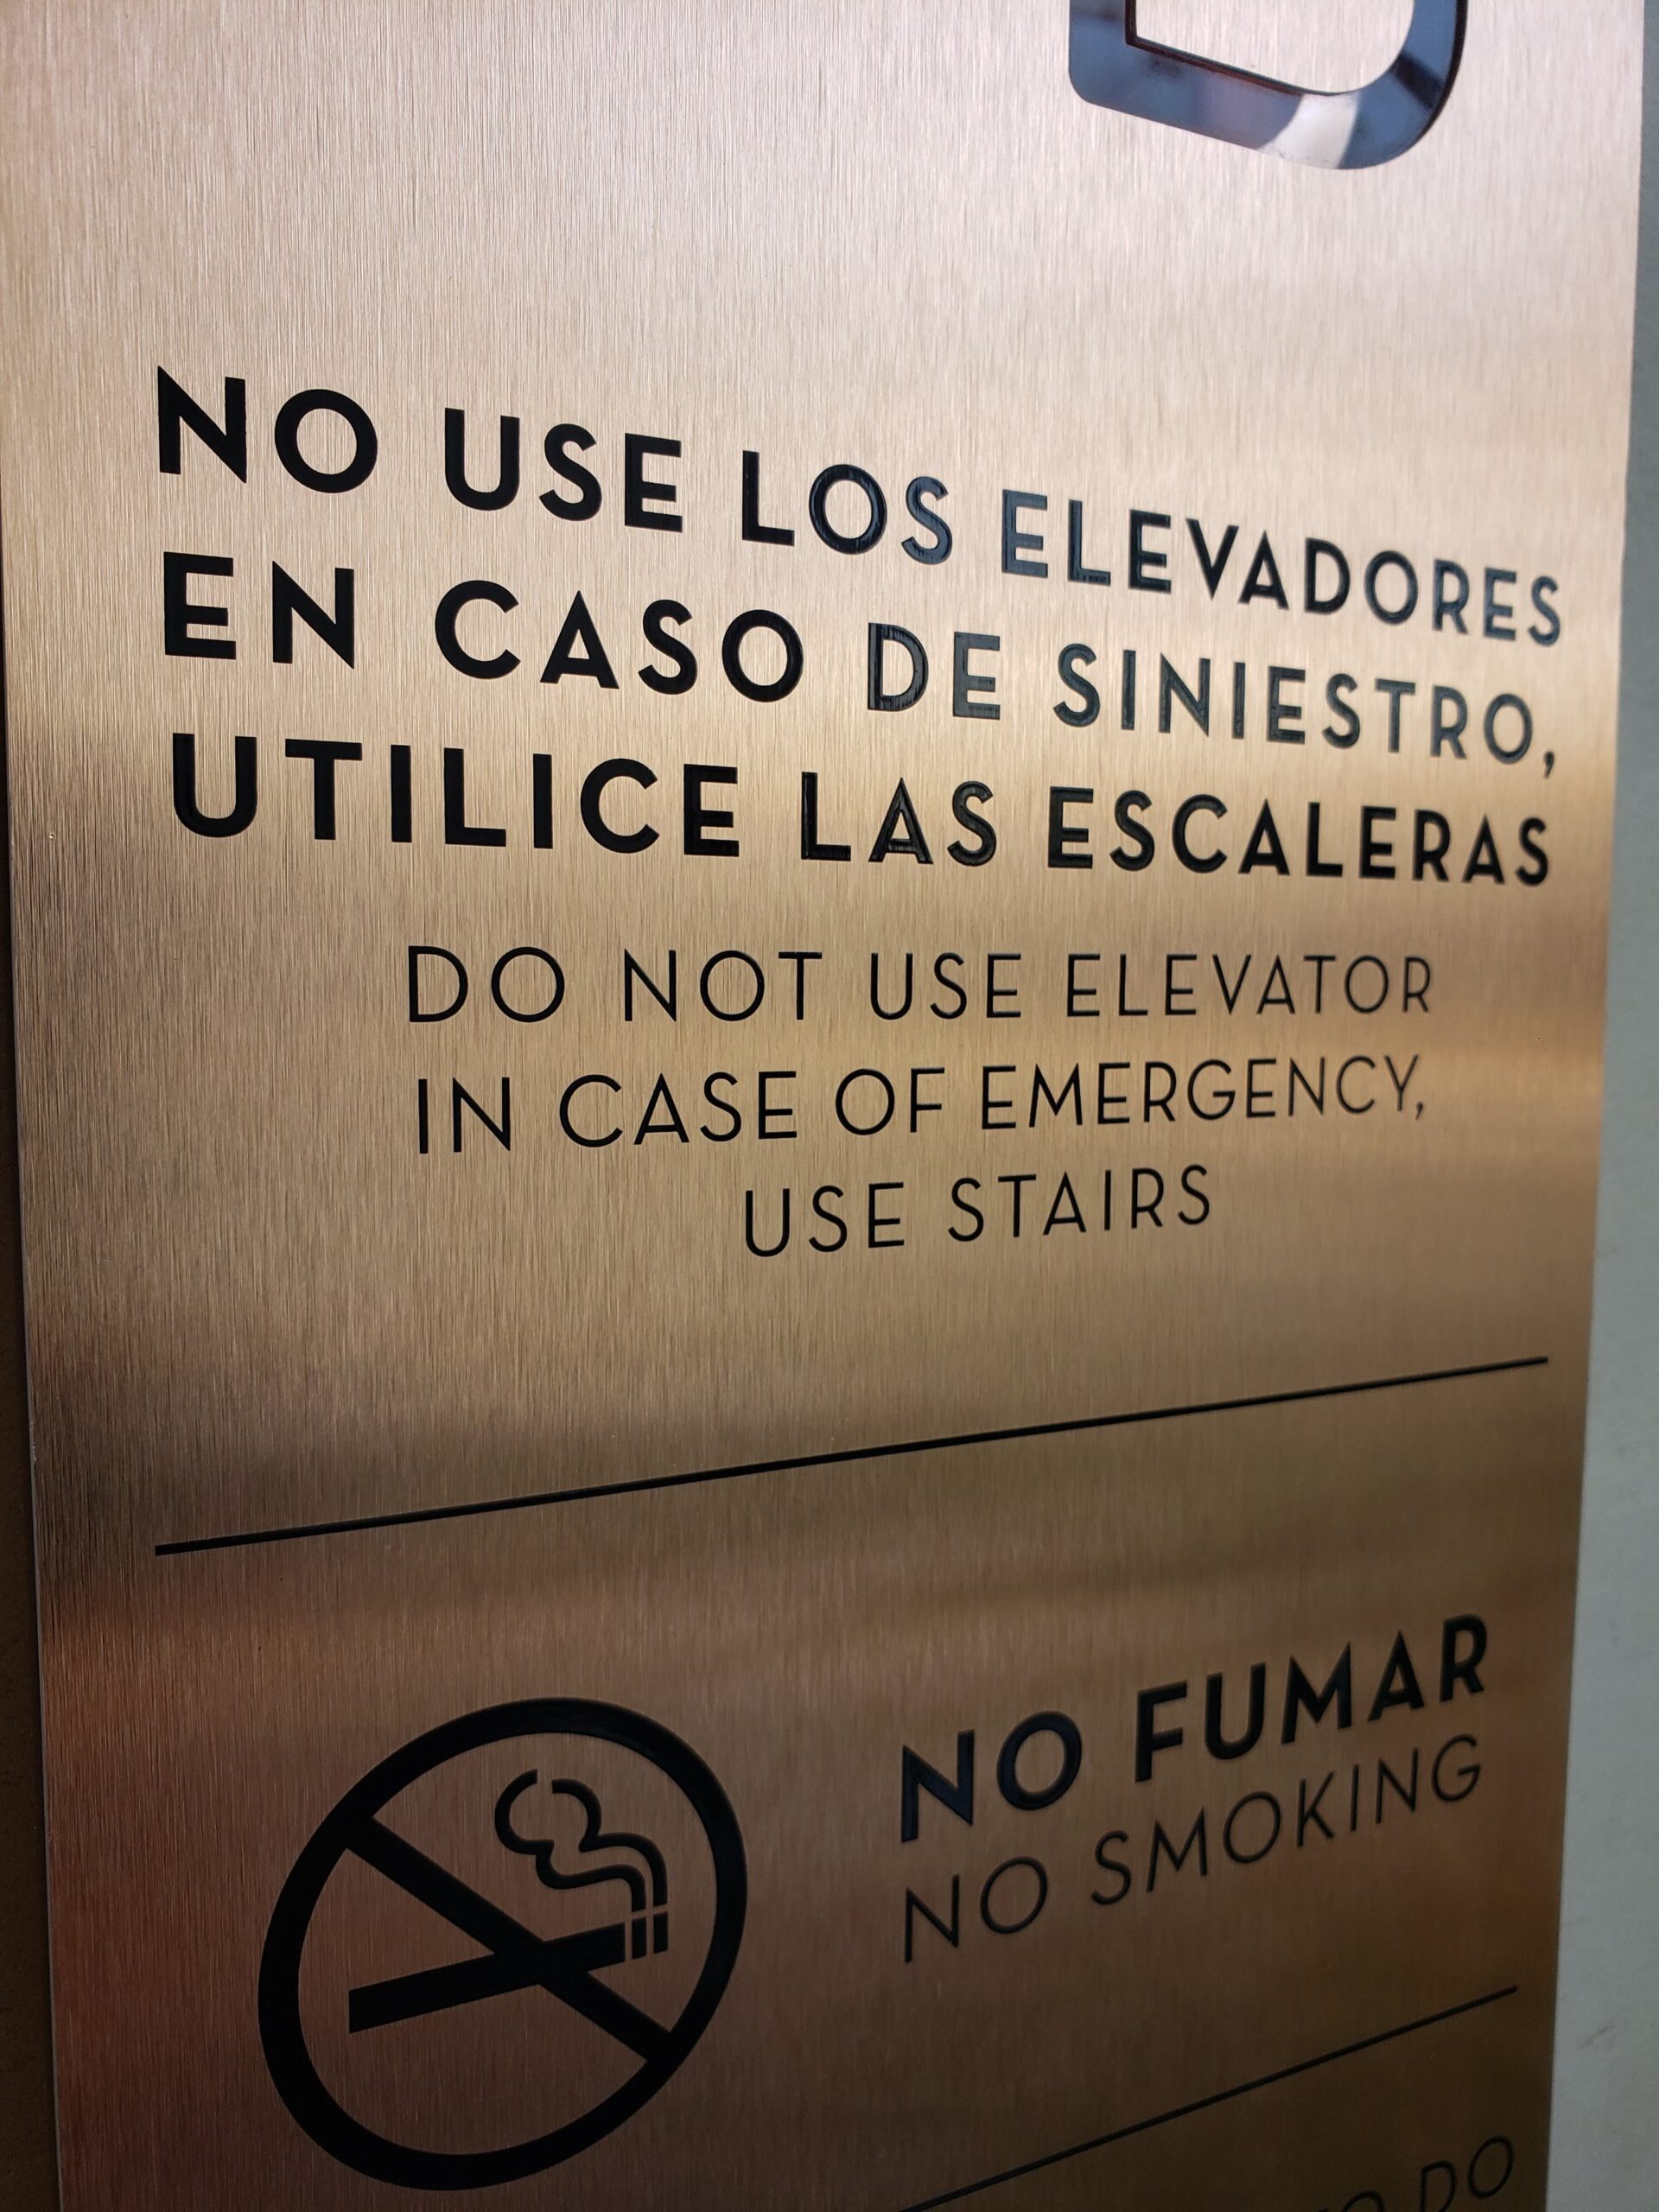 NO USE LOS ELEVADORES
EN CASO DE SINIESTRO,
UTILICE LAS ESCALERAS
DO NOT USE ELEVATOR
IN CASE OF EMERGENCY,
USE STAIRS
NO FUMAR
NO SMOKING
DO